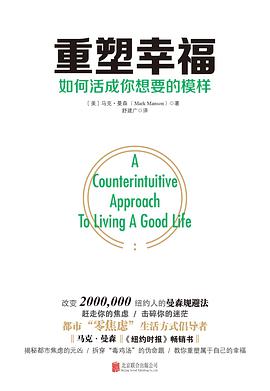 重塑幸福
如何活成你想要的模样
［美］马克·曼森（Mark Manson）著
舒建广 译
A
Counterintuitive
Approach
To Living A Good Life
:
改变2000,000纽约人的曼森规避法
赶走你的焦虑 / 击碎你的迷茫
都市“零焦虑”生活方式倡导者
‖马克·曼森‖《纽约时报》畅销书‖
揭秘都市焦虑的元凶 / 拆穿“毒鸡汤”的伪命题 / 教你重塑属于自己的幸福
北京联合出版公司